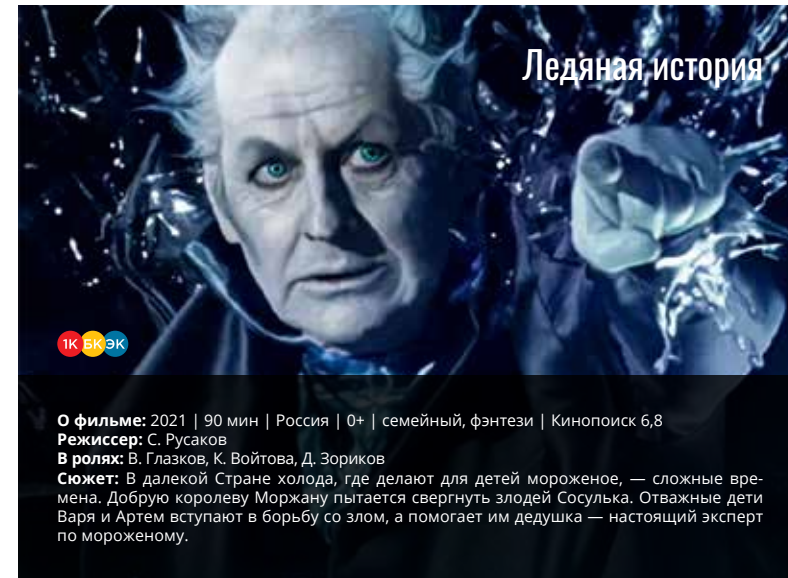 Ледяная история
1К БК ЭК
О фильме: 2021 | 90 мин | Россия | 0+ | семейный, фэнтези | Кинопоиск 6,8
Режиссер: С. Русаков
В ролях: В. Глазков, К. Войтова, Д. Зориков
Сюжет: В далекой Стране холода, где делают для детей мороженое, — сложные вре-
мена. Добрую королеву Моржану пытается свергнуть злодей Сосулька. Отважные дети
Варя и Артем вступают в борьбу со злом, а помогает им дедушка — настоящий эксперт
по мороженому.